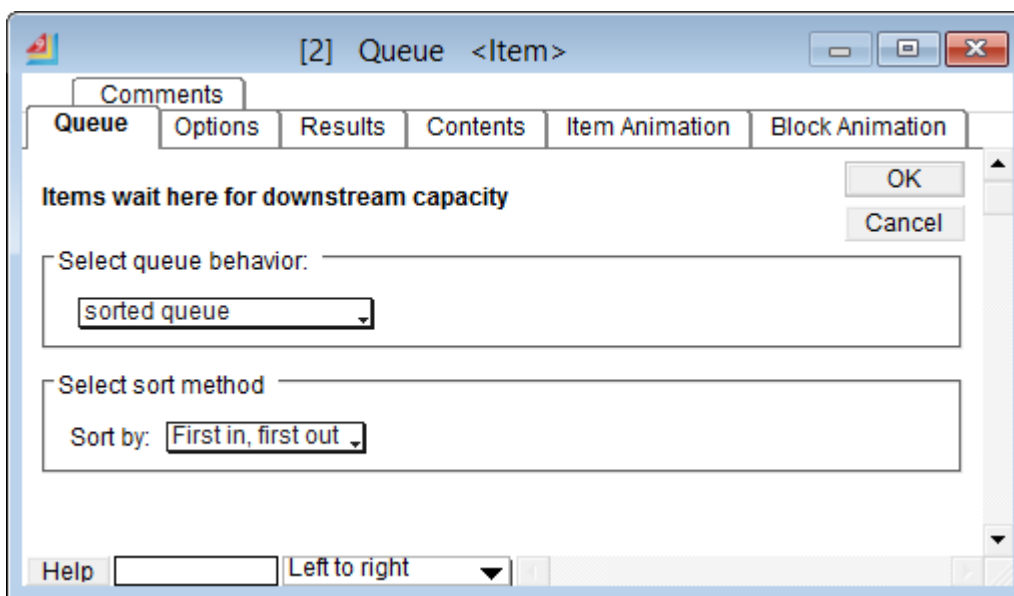 [2] Queue <Item>
Comments
Queue Options Results Contents Item Animation Block Animation
OK
Items wait here for downstream capacity
Cancel
Select queue behavior:
sorted queue
Select sort method
Sort by: First in, first out
Help Left to right